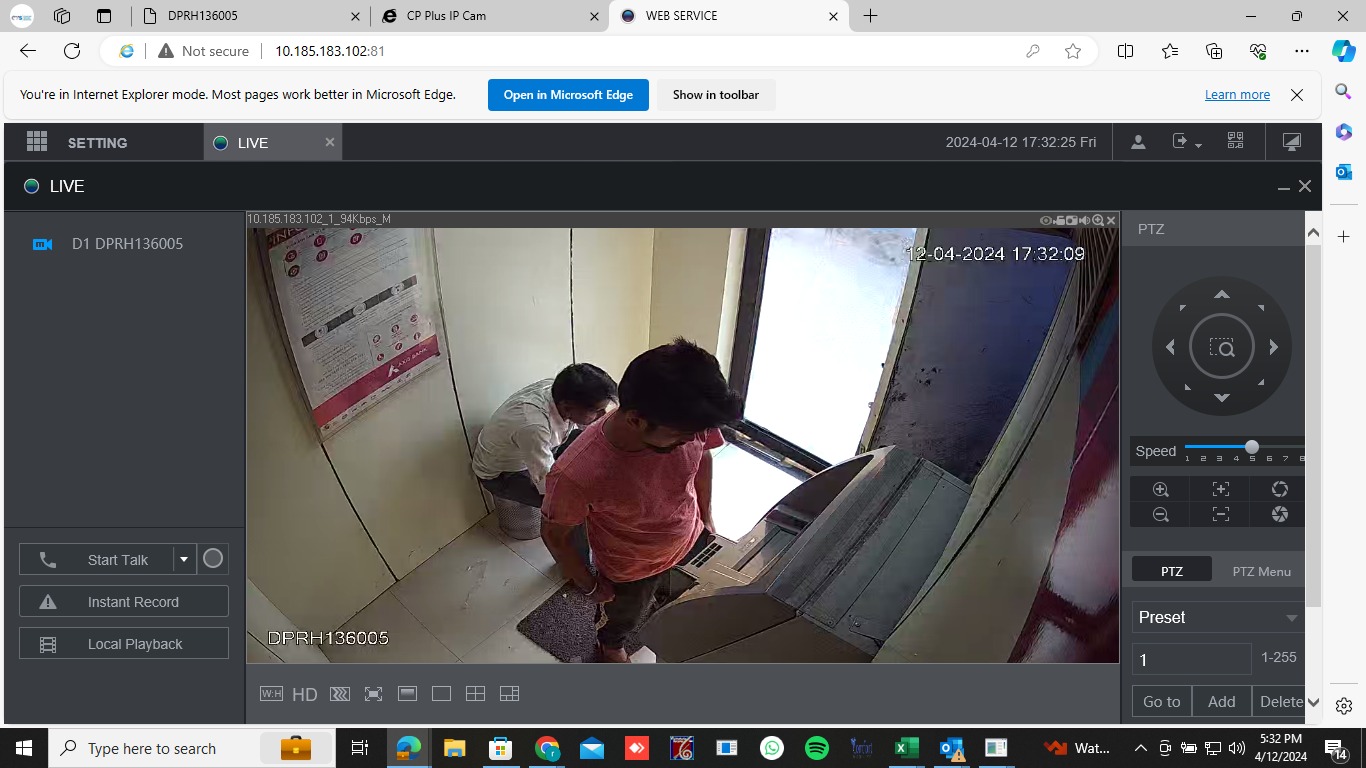 DPRH136005
CP Plus IP Cam
WEB SERVICE
Not secure
10.185.183.102:81
You're in Internet Explorer mode. Most pages work better in Microsoft Edge.
Open in Microsoft Edge
Show in toolbar
Learn more
SETTING
LIVE
2024-04-12 17:32:25 Fri
LIVE
10.185.183.102_1_94Kbps_M
PTZ
D1 DPRH136005
12-04-2024 17:32:09
AXIS BANK
Speed
1 2 3 4 5 6 7 8
Start Talk
PTZ
PTZ Menu
Instant Record
Preset
DPRH136005
Local Playback
1
1-255
W:H
HD
Go to
Add
Delete
Type here to search
Wat...
5:32 PM
4/12/2024
14